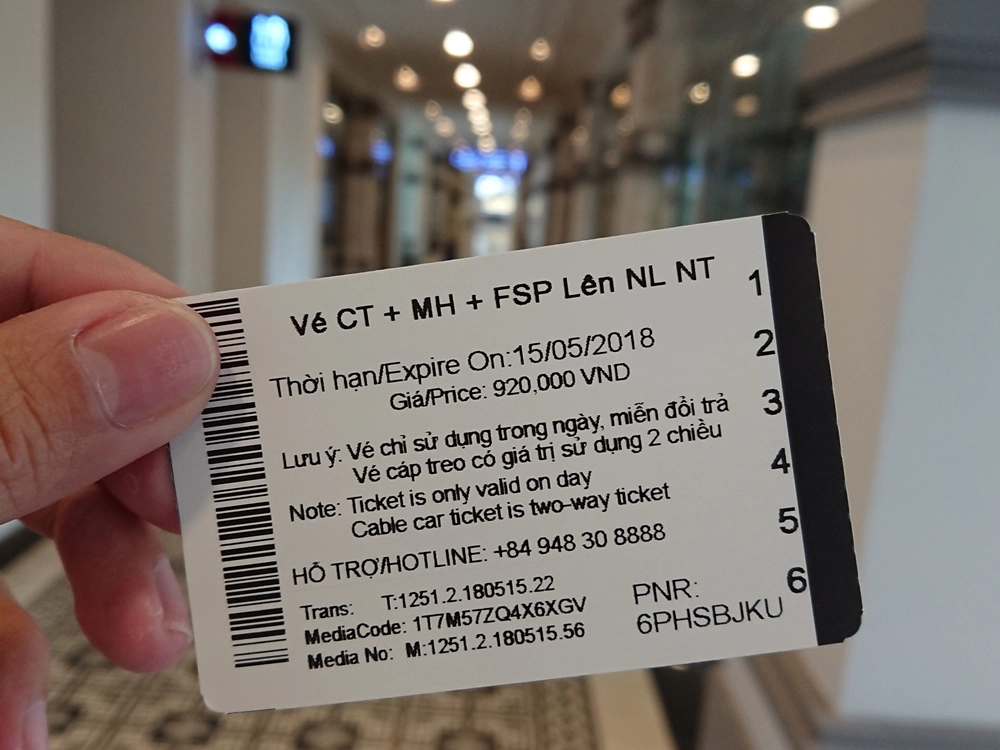 Vé CT + MH + FSP Lên NL NT
Thời hạn/Expire On:15/05/2018
Giá/Price: 920,000 VND
Lưu ý: Vé chỉ sử dụng trong ngày, miễn đổi trả
Vé cáp treo có giá trị sử dụng 2 chiều
Note: Ticket is only valid on day
Cable car ticket is two-way ticket
HỖ TRỢ/HOTLINE: +84 948 30 8888
Trans: T:1251.2.180515.22
MediaCode: 1T7M57ZQ4X6XGV
Media No: M:1251.2.180515.56
PNR:
6PHSBJKU
1
2
3
4
5
6